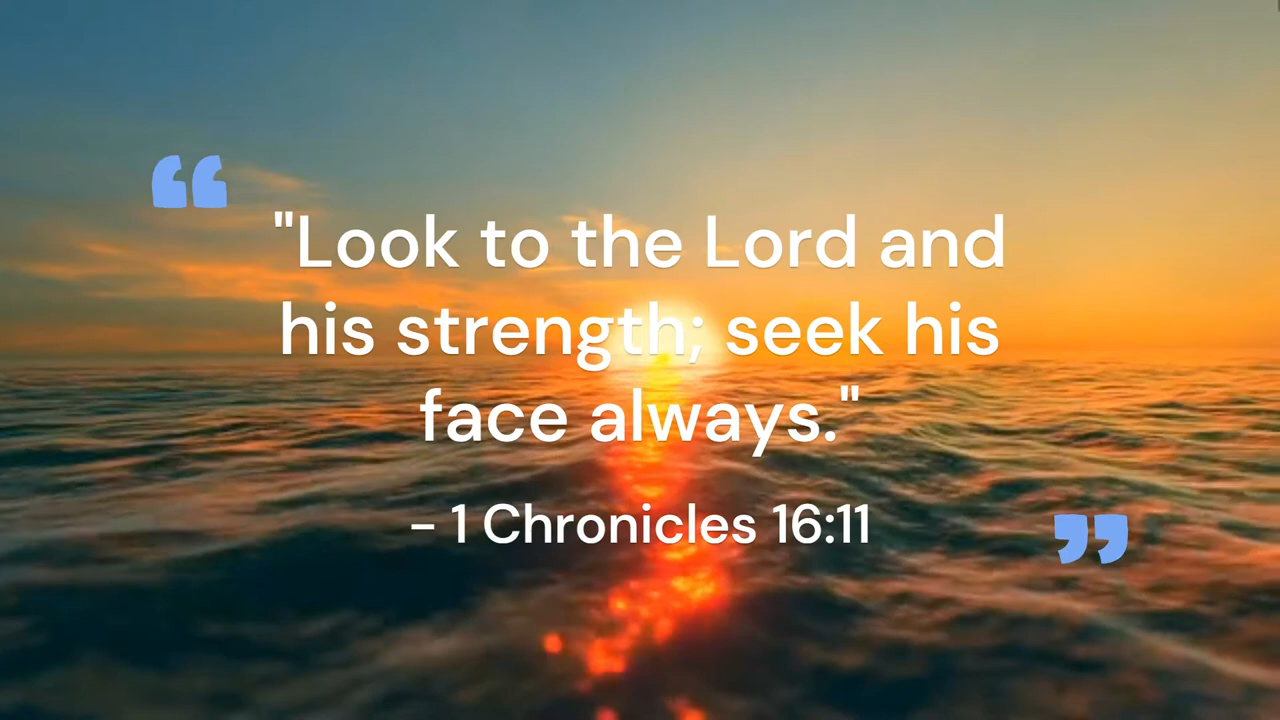 "Look to the Lord and
his strength; seek his
face always."
– 1 Chronicles 16:11